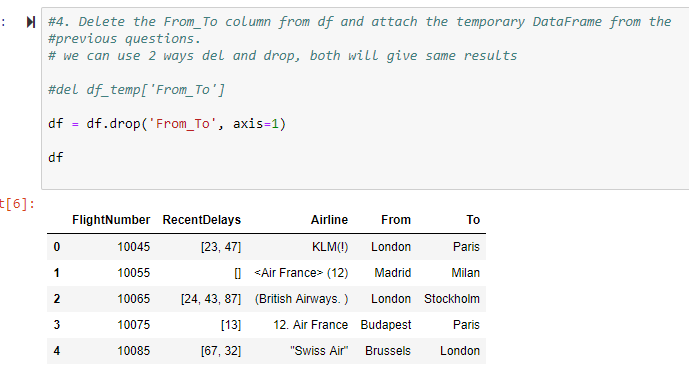 :
#4. Delete the From_To column from df and attach the temporary DataFrame from the
#previous questions.
# we can use 2 ways del and drop, both will give same results
#del df_temp['From_To']
df = df.drop('From_To', axis=1)
df
t[6]:
FlightNumber RecentDelays Airline From To
0 10045 [23, 47] KLM(!) London Paris
1 10055 [] <Air France> (12) Madrid Milan
2 10065 [24, 43, 87] (British Airways. ) London Stockholm
3 10075 [13] 12. Air France Budapest Paris
4 10085 [67, 32] "Swiss Air" Brussels London